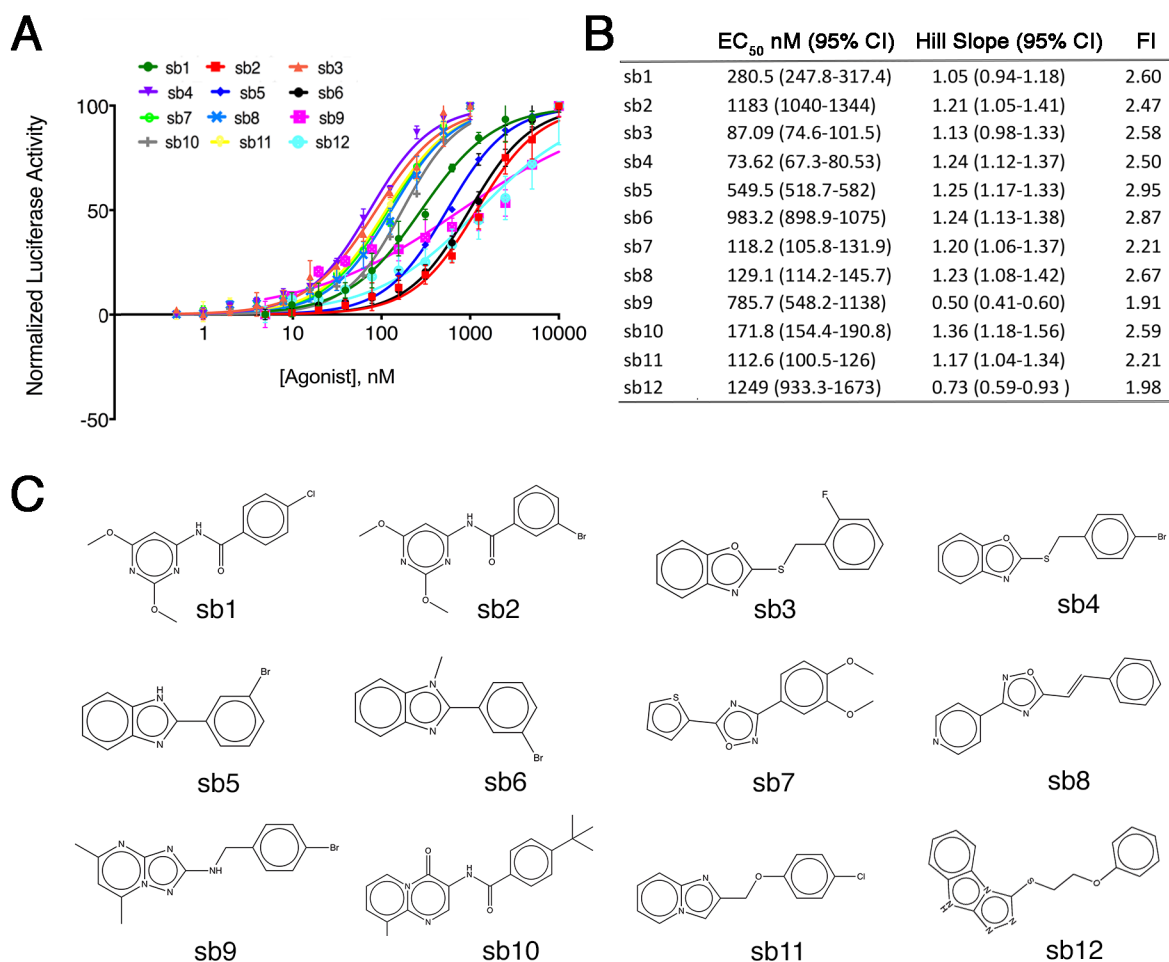 A
sb1 sb2 sb3
sb4 sb5 sb6
sb7 sb8 sb9
sb10 sb11 sb12
Normalized Luciferase Activity
100
50
0
-50
1 10 100 1000 10000
[Agonist], nM
B
EC50 nM (95% CI) Hill Slope (95% CI) FI
sb1 280.5 (247.8-317.4) 1.05 (0.94-1.18) 2.60
sb2 1183 (1040-1344) 1.21 (1.05-1.41) 2.47
sb3 87.09 (74.6-101.5) 1.13 (0.98-1.33) 2.58
sb4 73.62 (67.3-80.53) 1.24 (1.12-1.37) 2.50
sb5 549.5 (518.7-582) 1.25 (1.17-1.33) 2.95
sb6 983.2 (898.9-1075) 1.24 (1.13-1.38) 2.87
sb7 118.2 (105.8-131.9) 1.20 (1.06-1.37) 2.21
sb8 129.1 (114.2-145.7) 1.23 (1.08-1.42) 2.67
sb9 785.7 (548.2-1138) 0.50 (0.41-0.60) 1.91
sb10 171.8 (154.4-190.8) 1.36 (1.18-1.56) 2.59
sb11 112.6 (100.5-126) 1.17 (1.04-1.34) 2.21
sb12 1249 (933.3-1673) 0.73 (0.59-0.93 ) 1.98
C
O N N O H N O Cl
sb1
O N N O H N O Br
sb2
O N S F
sb3
O N S Br
sb4
H N N Br
sb5
N N Br
sb6
S N O N O O
sb7
N N O N
sb8
N N N N NH Br
sb9
O N N H N O
sb10
N N O Cl
sb11
HN N N N S O
sb12